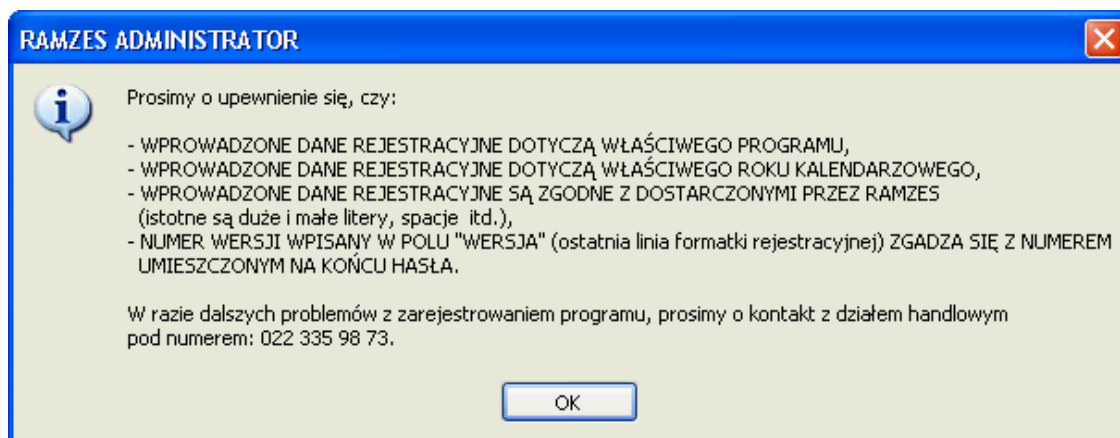 RAMZES ADMINISTRATOR
Prosimy o upewnienie się, czy:
- WPROWADZONE DANE REJESTRACYJNE DOTYCZĄ WŁAŚCIWEGO PROGRAMU,
- WPROWADZONE DANE REJESTRACYJNE DOTYCZĄ WŁAŚCIWEGO ROKU KALENDARZOWEGO,
- WPROWADZONE DANE REJESTRACYJNE SĄ ZGODNE Z DOSTARCZONYMI PRZEZ RAMZES
(istotne są duże i małe litery, spacje itd.),
- NUMER WERSJI WPISANY W POLU "WERSJA" (ostatnia linia formatki rejestracyjnej) ZGADZA SIĘ Z NUMEREM
UMIESZCZONYM NA KOŃCU HASŁA.
W razie dalszych problemów z zarejestrowaniem programu, prosimy o kontakt z działem handlowym
pod numerem: 022 335 98 73.
OK